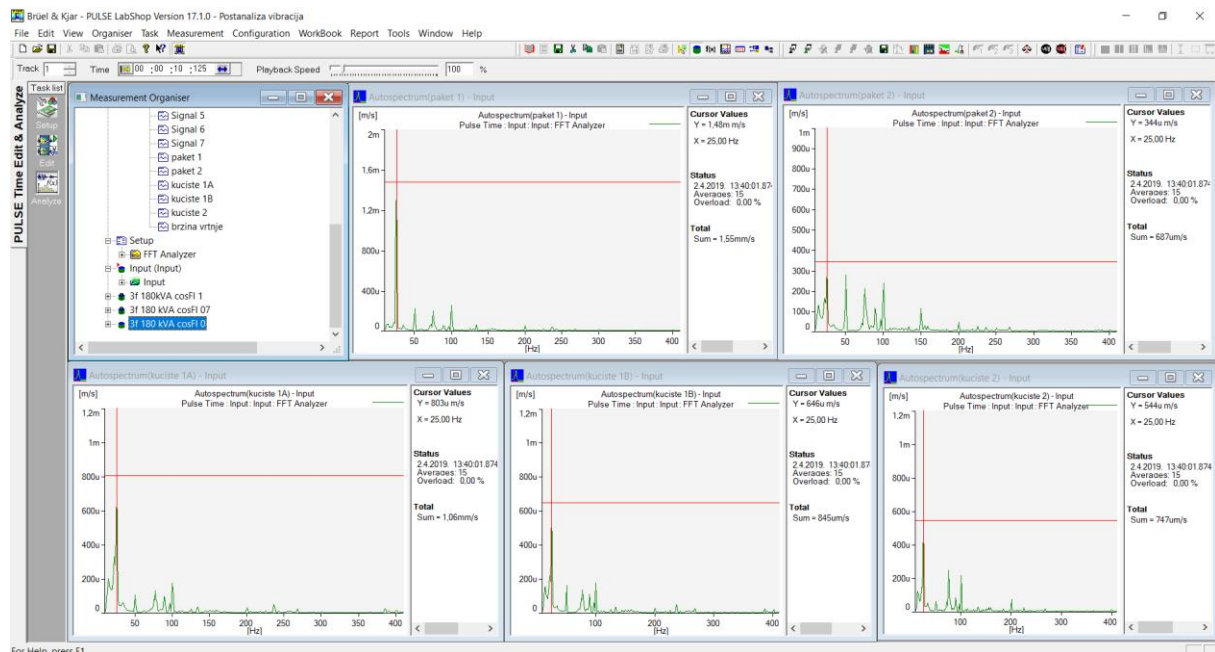 Brüel & Kjar - PULSE LabShop Version 17.1.0 - Postanaliza vibracija
File Edit View Organiser Task Measurement Configuration WorkBook Report Tools Window Help
Track 1 Time 00 :00 :10 :125 Playback Speed 100 %
PULSE Time Edit & Analyze
Task list
Setup
Edit
Analyze
Measurement Organiser
Signal 5
Signal 6
Signal 7
paket 1
paket 2
kuciste 1A
kuciste 1B
kuciste 2
brzina vrtnje
Setup
FFT Analyzer
Input (Input)
Input
3f 180kVA cosFI 1
3f 180 kVA cosFI 07
3f 180 kVA cosFI 0
Autospectrum(paket 1) - Input
[m/s] Autospectrum(paket 1) - Input
Pulse Time : Input : Input : FFT Analyzer
2m
1,6m
1,2m
800u
400u
0
50 100 150 200 250 300 350 400
[Hz]
Cursor Values
Y = 1,48m m/s
X = 25,00 Hz
Status
2.4.2019. 13:40:01.874
Averages: 15
Overload: 0,00 %
Total
Sum = 1,55mm/s
Autospectrum(paket 2) - Input
[m/s] Autospectrum(paket 2) - Input
Pulse Time : Input : Input : FFT Analyzer
1m
900u
800u
700u
600u
500u
400u
300u
200u
100u
0
50 100 150 200 250 300 350 400
[Hz]
Cursor Values
Y = 344u m/s
X = 25,00 Hz
Status
2.4.2019. 13:40:01.874
Averages: 15
Overload: 0,00 %
Total
Sum = 687um/s
Autospectrum(kuciste 1A) - Input
[m/s] Autospectrum(kuciste 1A) - Input
Pulse Time : Input : Input : FFT Analyzer
1,2m
1m
800u
600u
400u
200u
0
50 100 150 200 250 300 350 400
[Hz]
Cursor Values
Y = 803u m/s
X = 25,00 Hz
Status
2.4.2019. 13:40:01.874
Averages: 15
Overload: 0,00 %
Total
Sum = 1,06mm/s
Autospectrum(kuciste 1B) - Input
[m/s] Autospectrum(kuciste 1B) - Input
Pulse Time : Input : Input : FFT Analyzer
1,2m
1m
800u
600u
400u
200u
0
100 200 300 400
[Hz]
Cursor Values
Y = 646u m/s
X = 25,00 Hz
Status
2.4.2019. 13:40:01.87
Averages: 15
Overload: 0,00 %
Total
Sum = 845um/s
Autospectrum(kuciste 2) - Input
[m/s] Autospectrum(kuciste 2) - Input
Pulse Time : Input : Input : FFT Analyzer
1,2m
1m
800u
600u
400u
200u
0
100 200 300 400
[Hz]
Cursor Values
Y = 544u m/s
X = 25,00 Hz
Status
2.4.2019. 13:40:01.874
Averages: 15
Overload: 0,00 %
Total
Sum = 747um/s
For Help, press F1